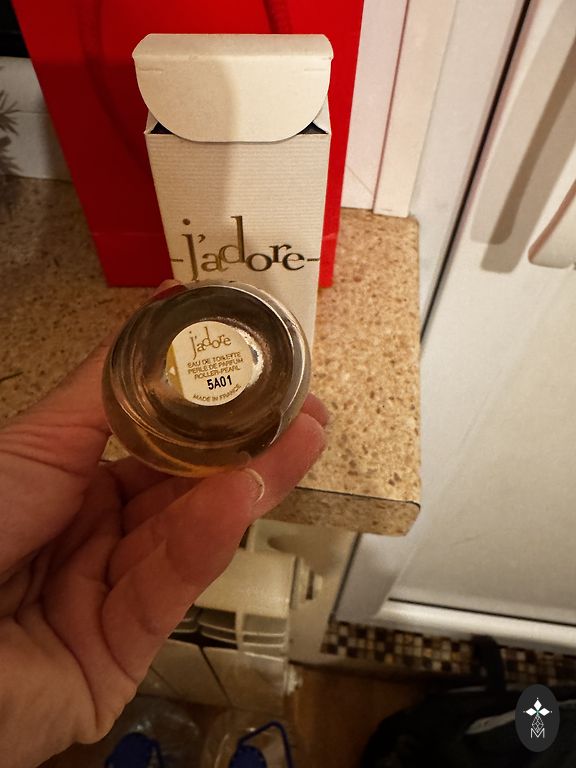 j'adore
j'adore
EAU DE TOILETTE
PERLE DE PARFUM
ROLLER-PEARL
5A01
MADE IN FRANCE
M